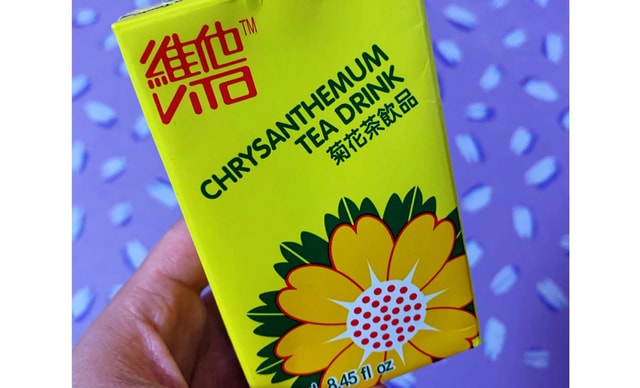 維他™
VITA
CHRYSANTHEMUM
TEA DRINK
菊花茶飲品
8.45 fl oz